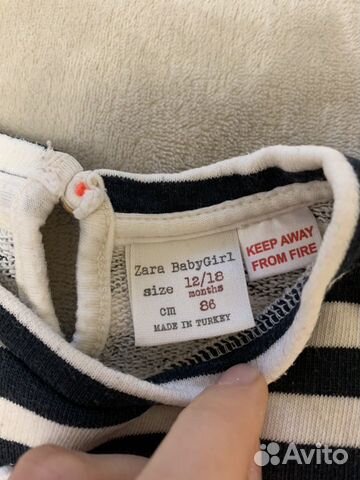 Zara BabyGirl
size 12/18
months
cm 86
MADE IN TURKEY
KEEP AWAY
FROM FIRE
Avito